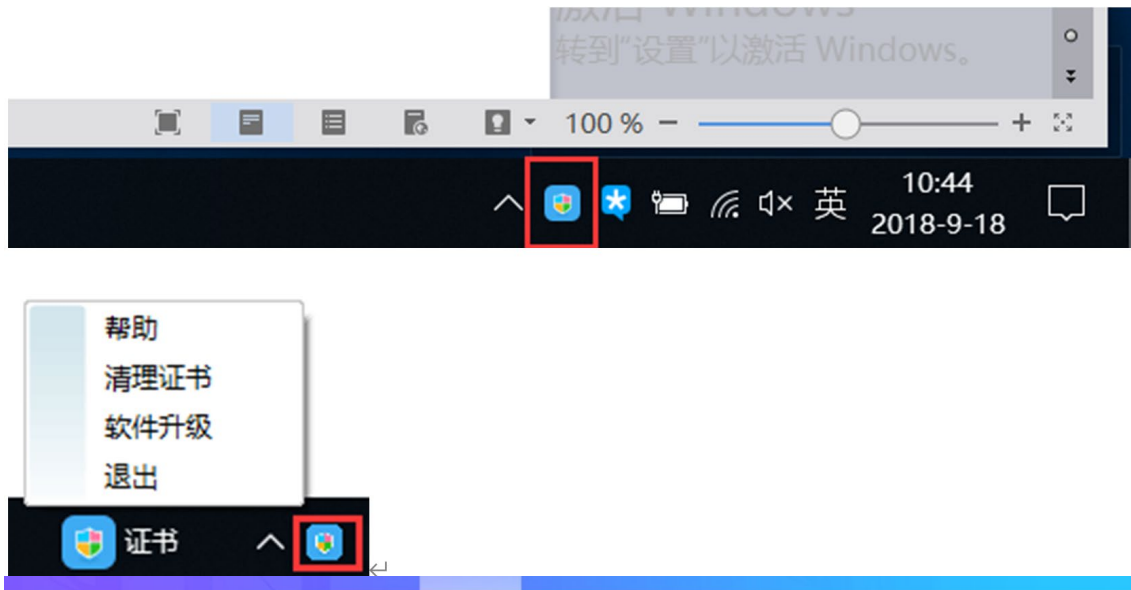 激活 Windows
转到“设置”以激活 Windows。
100 %
10:44
英
2018-9-18
帮助
清理证书
软件升级
退出
证书